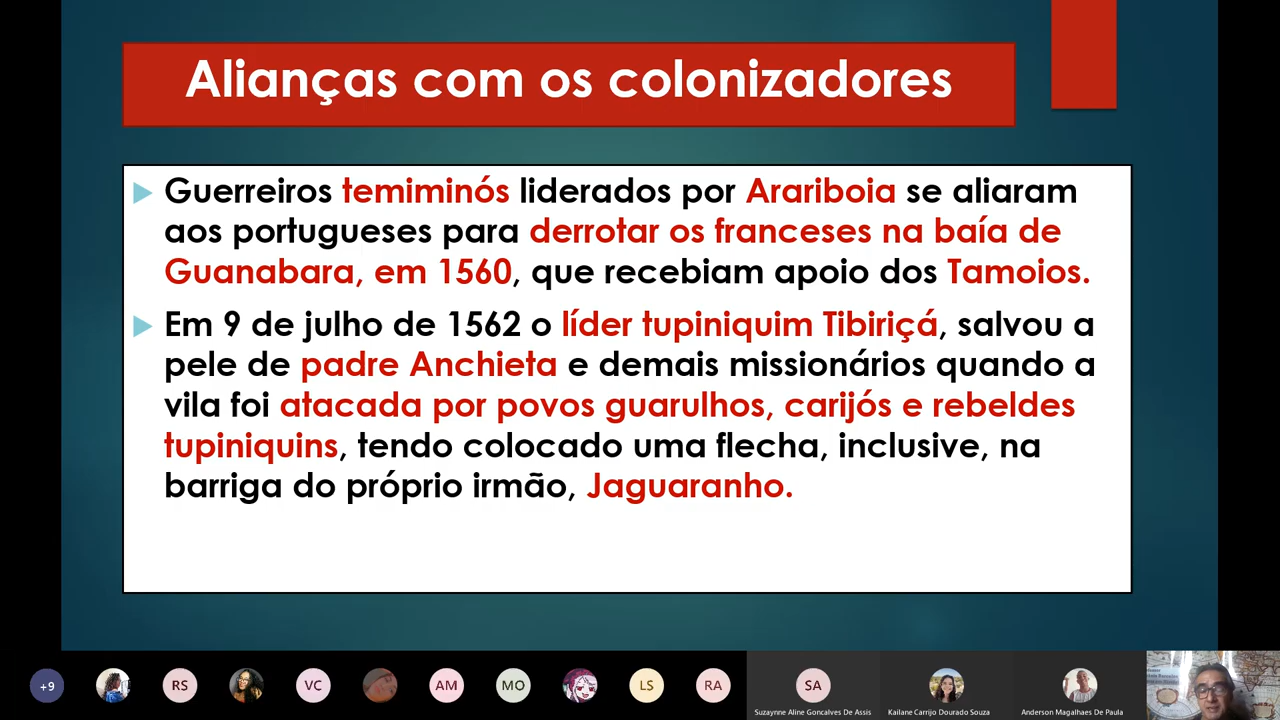 Alianças com os colonizadores
Guerreiros temiminós liderados por Arariboia se aliaram
aos portugueses para derrotar os franceses na baía de
Guanabara, em 1560, que recebiam apoio dos Tamoios.
Em 9 de julho de 1562 o líder tupiniquim Tibiriçá, salvou a
pele de padre Anchieta e demais missionários quando a
vila foi atacada por povos guarulhos, carijós e rebeldes
tupiniquins, tendo colocado uma flecha, inclusive, na
barriga do próprio irmão, Jaguaranho.
+9
RS
VC
AM
MO
LS
RA
SA
Suzaynne Aline Goncalves De Assis
Kailane Carrijo Dourado Souza
Anderson Magalhaes De Paula